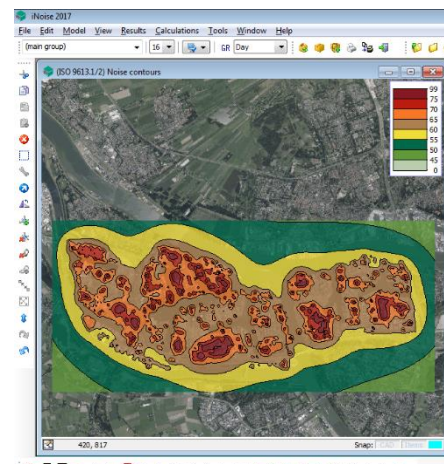 iNoise 2017
File Edit Model View Results Calculations Tools Window Help
(main group) 16 GR Day
(ISO 9613.1/2) Noise contours
99
75
70
65
60
55
50
45
0
420, 817 Snap: